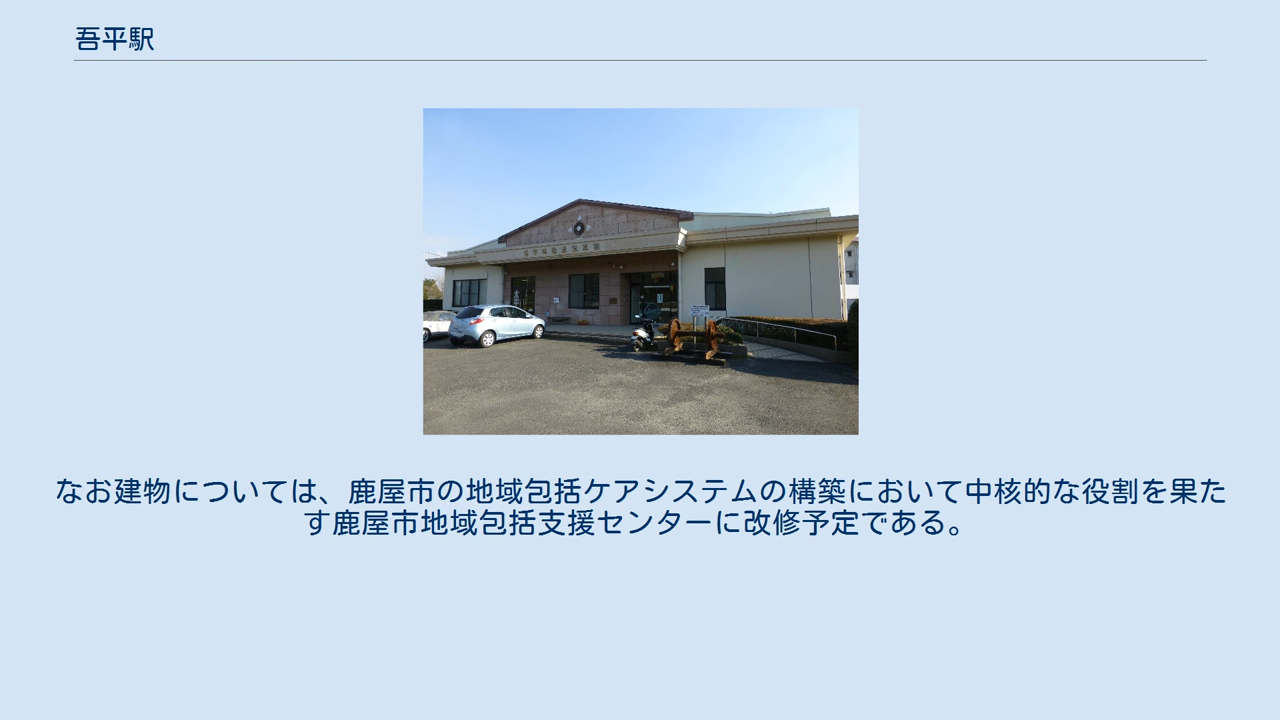 吾平駅
なお建物については、鹿屋市の地域包括ケアシステムの構築において中核的な役割を果た
す鹿屋市地域包括支援センターに改修予定である。